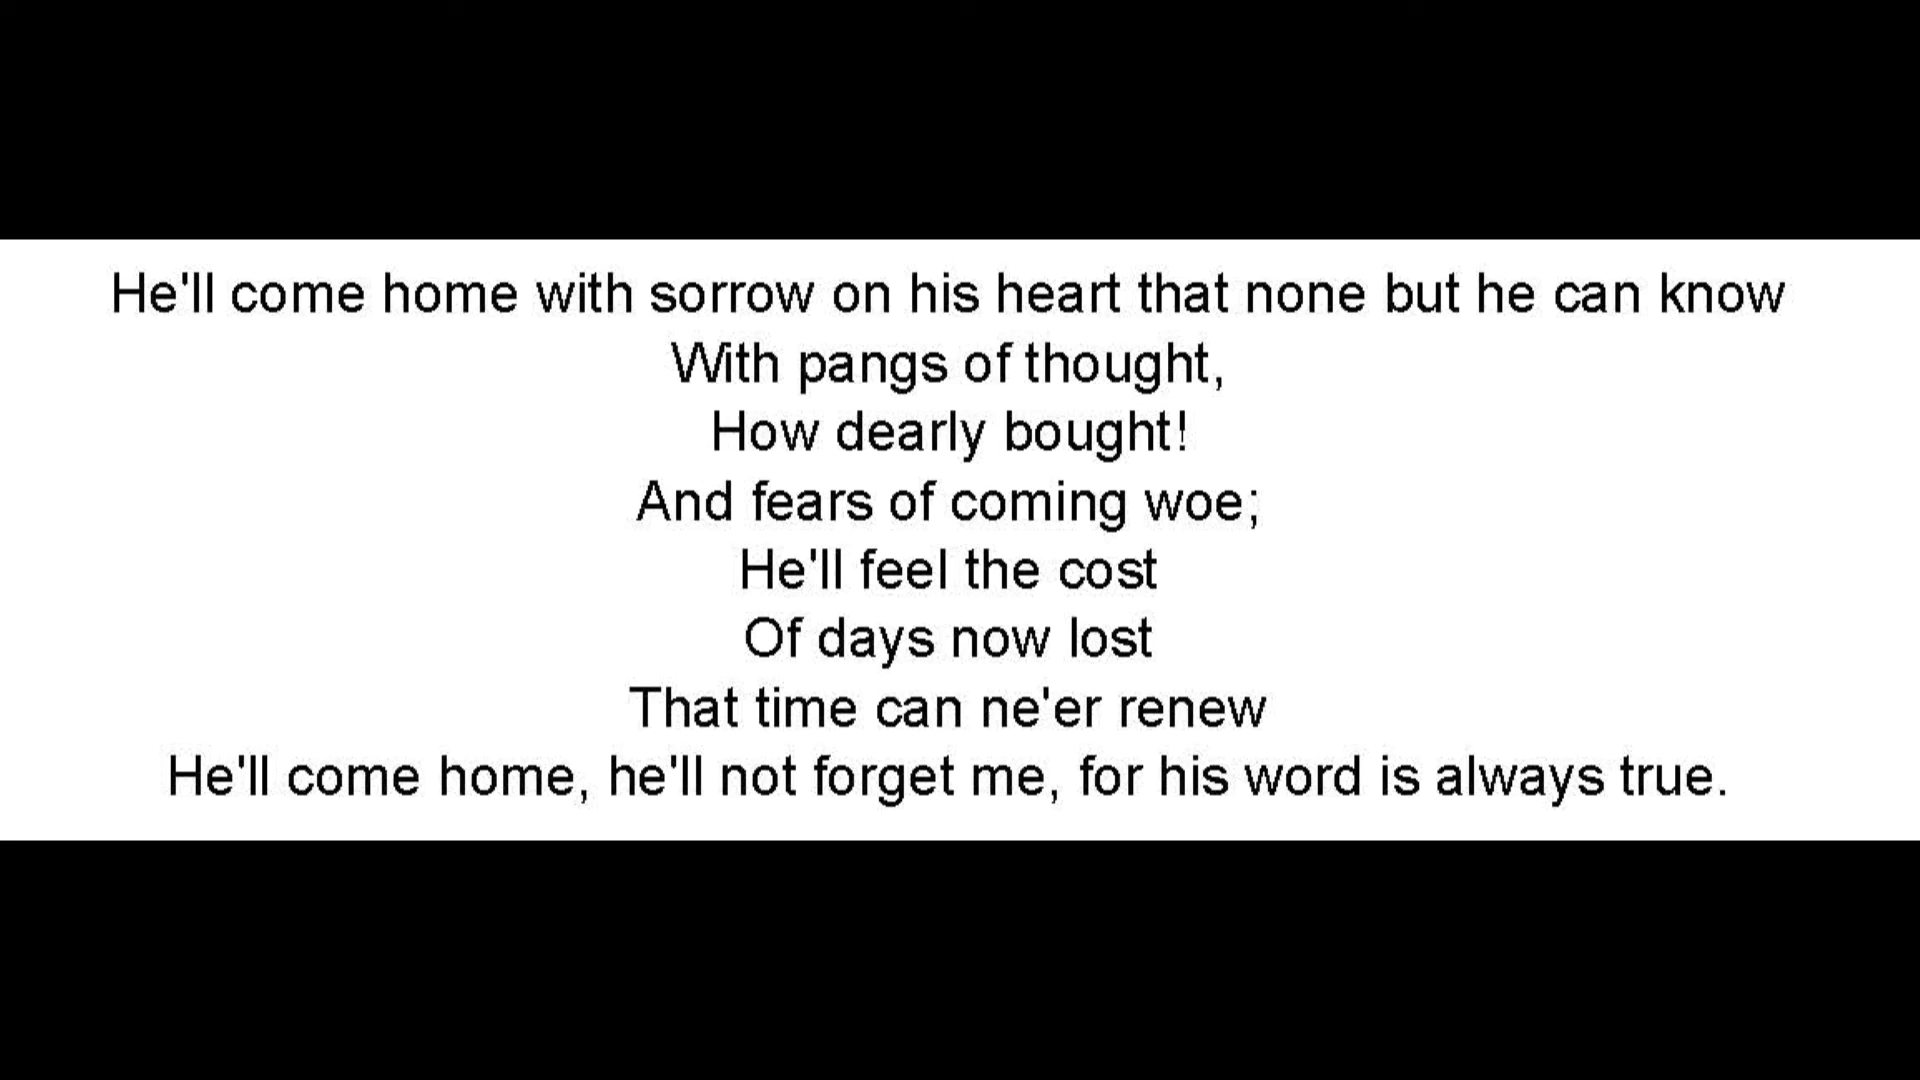 He'll come home with sorrow on his heart that none but he can know
With pangs of thought,
How dearly bought!
And fears of coming woe;
He'll feel the cost
Of days now lost
That time can ne'er renew
He'll come home, he'll not forget me, for his word is always true.